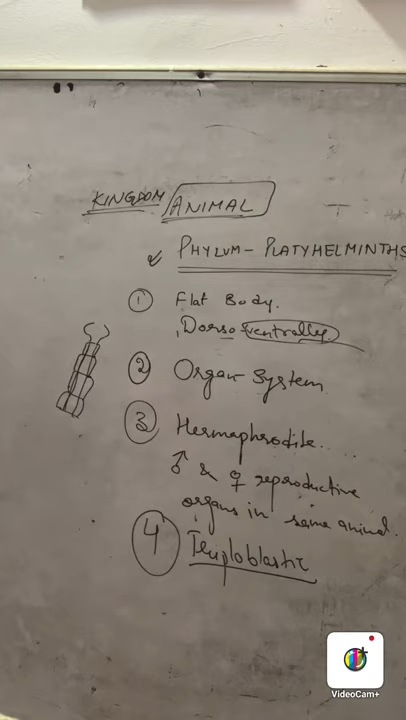 KINGDOM ANIMAL
PHYLUM - PLATYHELMINTHS
① Flat Body.
Dorso ventrally
② Organ System
③ Hermaphrodite....
♂ & ♀ reproductive
organs in same animal.
④ Teuploblastic
VideoCam+